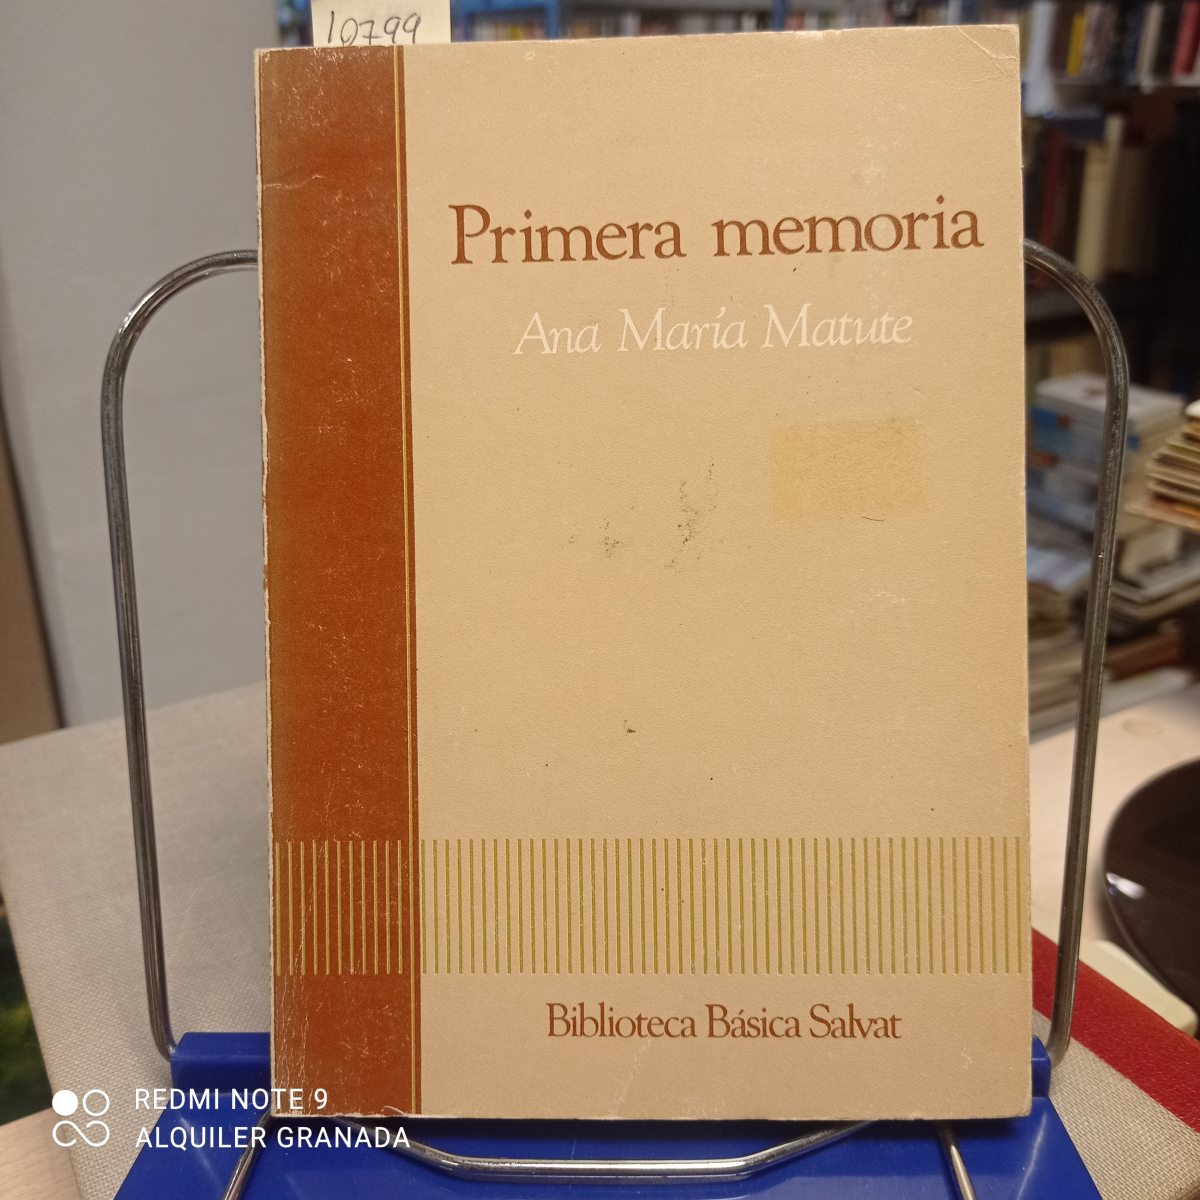 10799
Primera memoria
Ana María Matute
Biblioteca Básica Salvat
REDMI NOTE 9
ALQUILER GRANADA